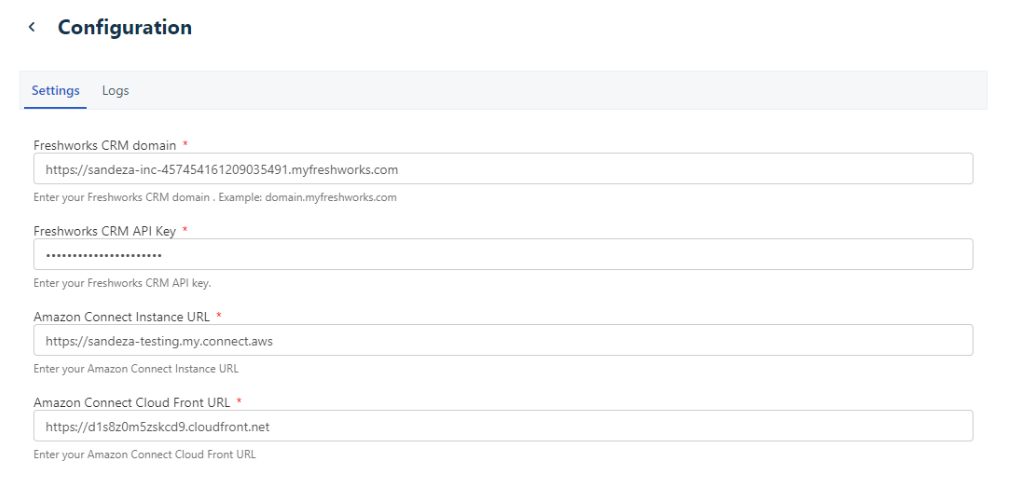 Configuration
Settings Logs
Freshworks CRM domain *
https://sandeza-inc-457454161209035491.myfreshworks.com
Enter your Freshworks CRM domain . Example: domain.myfreshworks.com
Freshworks CRM API Key *
••••••••••••••••••••••
Enter your Freshworks CRM API key.
Amazon Connect Instance URL *
https://sandeza-testing.my.connect.aws
Enter your Amazon Connect Instance URL
Amazon Connect Cloud Front URL *
https://d1s8z0m5zskcd9.cloudfront.net
Enter your Amazon Connect Cloud Front URL